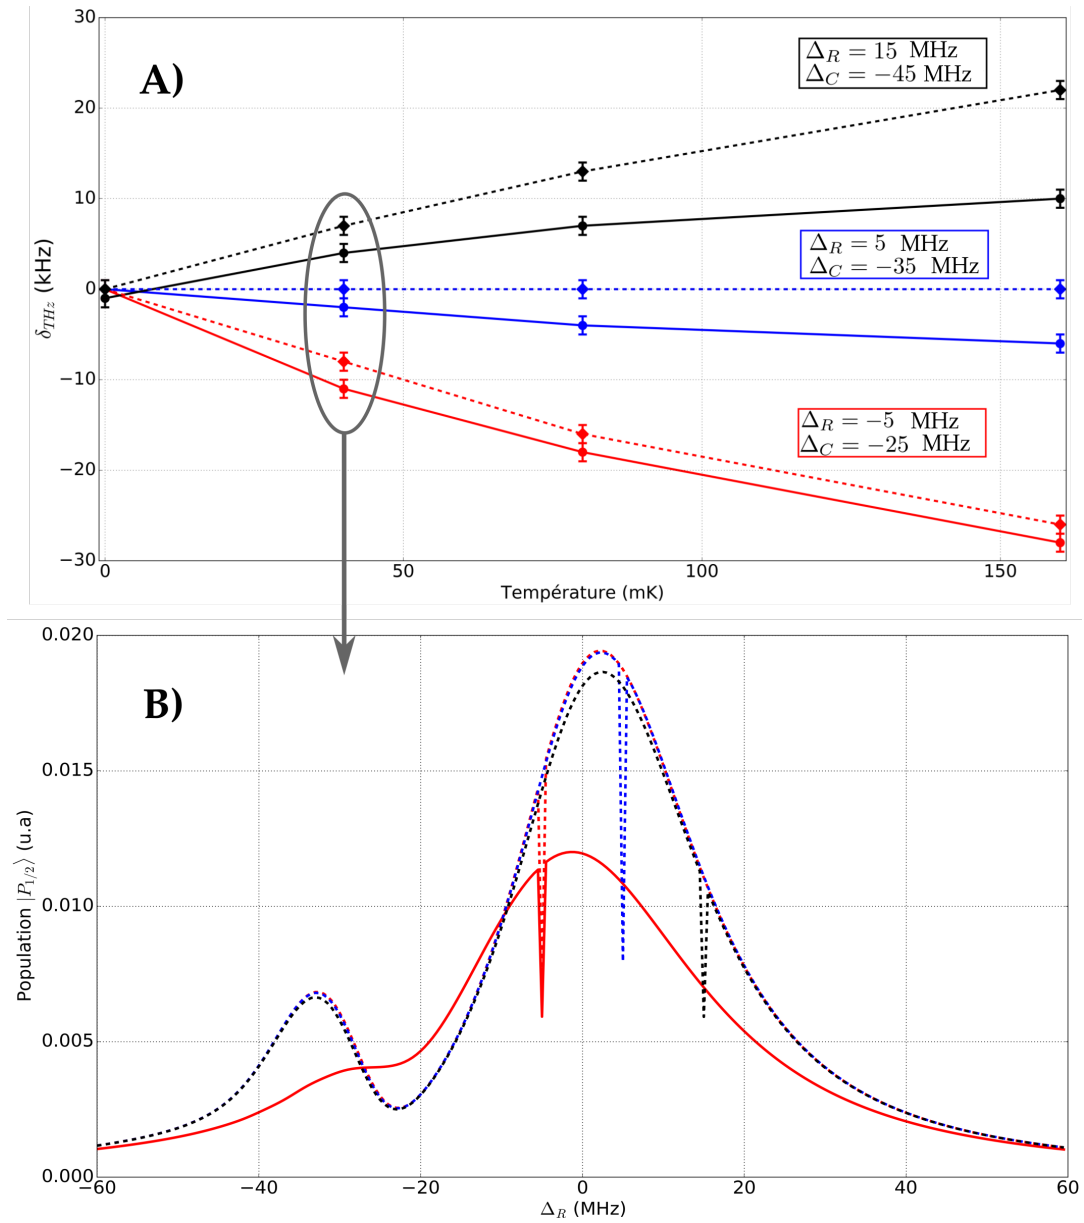 A)
30
20
10
0
−10
−20
−30
δ_THz (kHz)
Δ_R = 15 MHz
Δ_C = −45 MHz
Δ_R = 5 MHz
Δ_C = −35 MHz
Δ_R = −5 MHz
Δ_C = −25 MHz
0 50 100 150
Température (mK)
B)
0.020
0.015
0.010
0.005
0.000
Population |P_{1/2}⟩ (u.a)
−60 −40 −20 0 20 40 60
Δ_R (MHz)